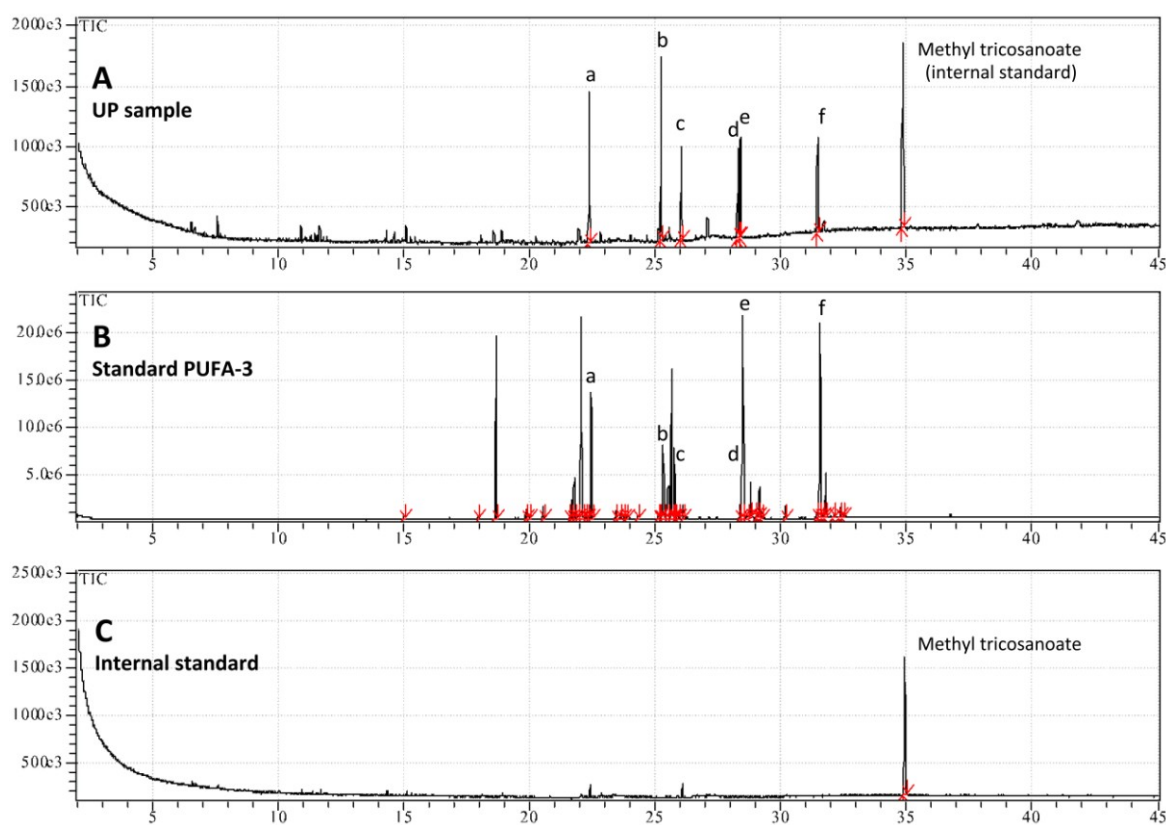 2000e3
TIC
A
UP sample
a
b
c
d
e
f
Methyl tricosanoate
(internal standard)
1500e3
1000e3
500e3
5 10 15 20 25 30 35 40 45
TIC
B
Standard PUFA-3
a
b
c
d
e
f
20.0e6
15.0e6
10.0e6
5.0e6
5 10 15 20 25 30 35 40 45
2500e3
TIC
C
Internal standard
Methyl tricosanoate
2000e3
1500e3
1000e3
500e3
5 10 15 20 25 30 35 40 45